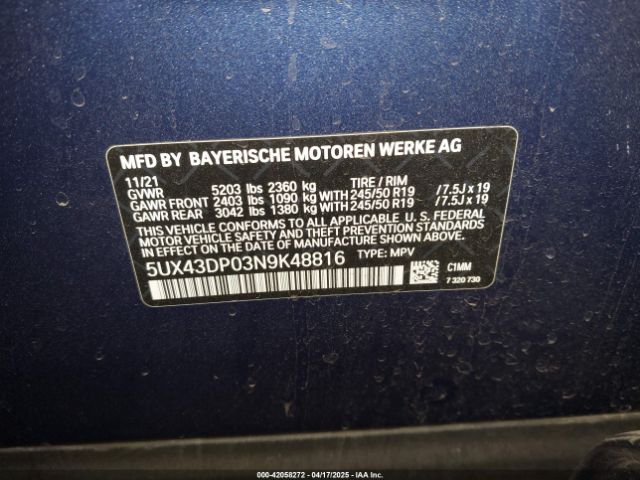 MFD BY BAYERISCHE MOTOREN WERKE AG
11/21 TIRE / RIM
GVWR 5203 lbs 2360 kg
GAWR FRONT 2403 lbs 1090 kg WITH 245/50 R19 /7.5J x 19
GAWR REAR 3042 lbs 1380 kg WITH 245/50 R19 /7.5J x 19
THIS VEHICLE CONFORMS TO ALL APPLICABLE U. S. FEDERAL
MOTOR VEHICLE SAFETY AND THEFT PREVENTION
STANDARDS IN EFFECT ON THE DATE OF MANUFACTURE
SHOWN ABOVE.
5UX43DP03N9K48816 TYPE: MPV
C1MM
7 320 730
000-42058272 - 04/17/2025 - IAAI.COM